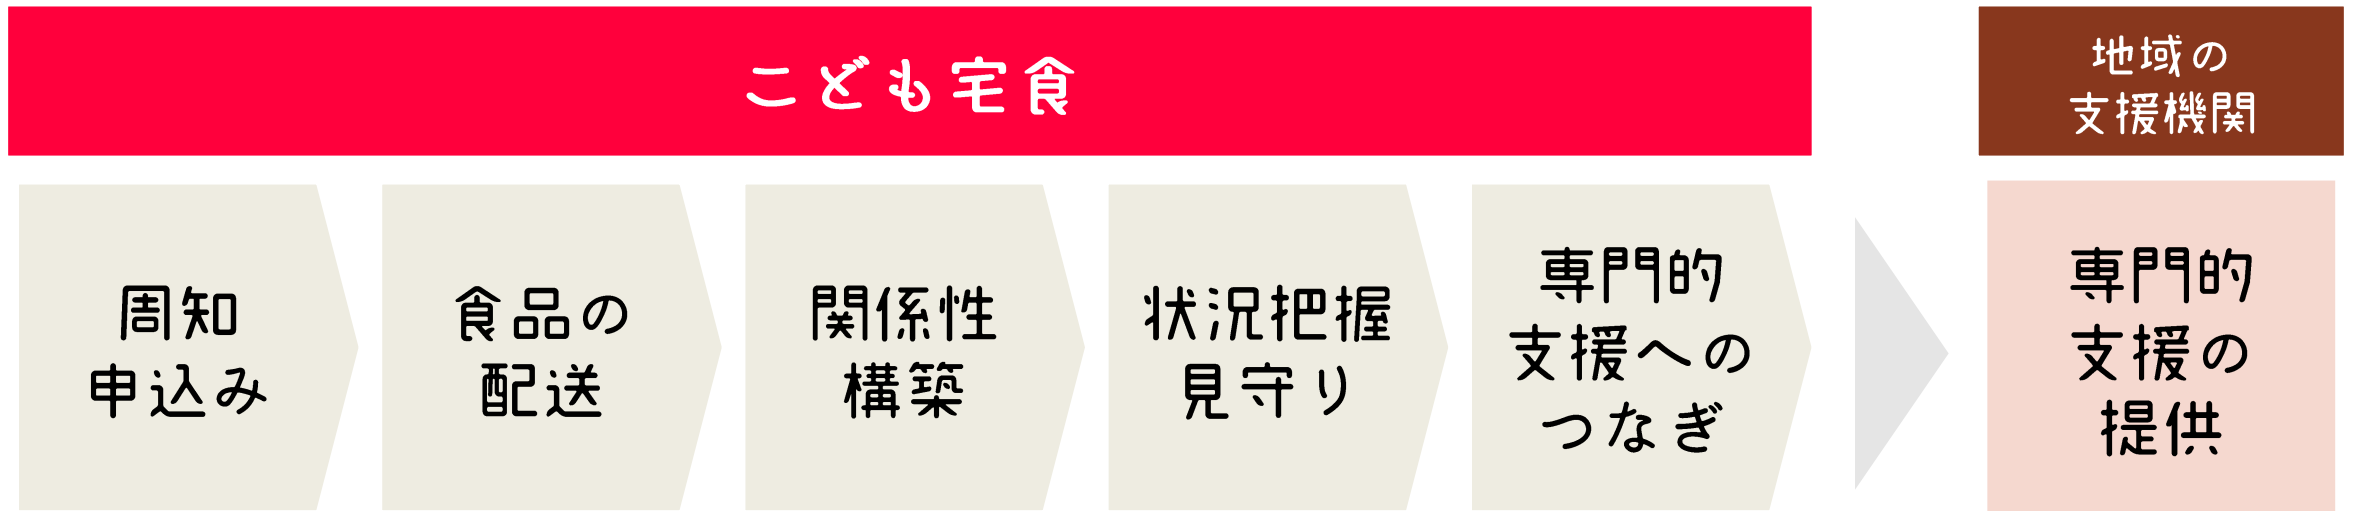 こども宅食
地域の
支援機関
周知
申込み
食品の
配送
関係性
構築
状況把握
見守り
専門的
支援への
つなぎ
専門的
支援の
提供